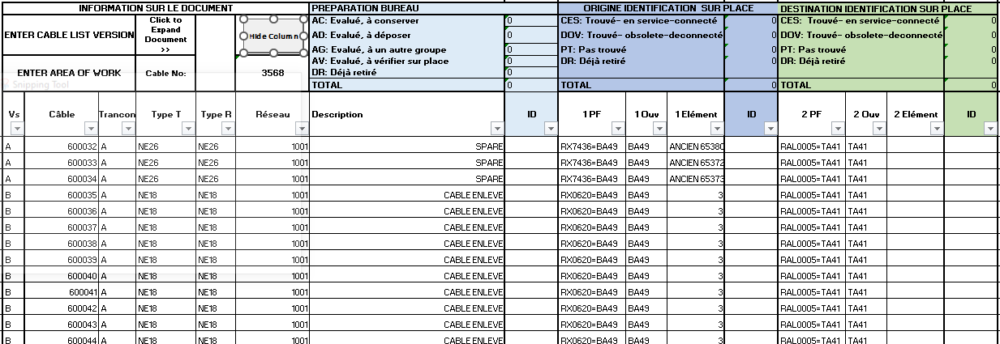 INFORMATION SUR LE DOCUMENT PREPARATION BUREAU ORIGINE IDENTIFICATION SUR PLACE DESTINATION IDENTIFICATION SUR PLACE
ENTER CABLE LIST VERSION
Click to
Expand
Document
>>
Hide Column
AC: Evalué, à conserver 0 CES: Trouvé- en service-connecté 0 CES: Trouvé- en service-connecté 0
AD: Evalué, à déposer 0 DOV: Trouvé- obsolete-deconnecté 0 DOV: Trouvé- obsolete-deconnecté 0
AG: Evalué, à un autre groupe 0 PT: Pas trouvé 0 PT: Pas trouvé 0
AV: Evalué, à vérifier sur place 0 DR: Déjà retiré 0 DR: Déjà retiré 0
ENTER AREA OF WORK Cable No: 3568 DR: Déjà retiré 0
Snipping Tool
TOTAL 0 TOTAL 0 TOTAL 0
Vs Câble Trancon Type T Type R Réseau Description ID 1 PF 1 Ouv 1 Elément ID 2 PF 2 Ouv 2 Elément ID
A 600032 A NE26 NE26 1001 SPARE RX7436=BA49 BA49 ANCIEN 65380 RAL0005=TA41 TA41
A 600033 A NE26 NE26 1001 SPARE RX7436=BA49 BA49 ANCIEN 65372 RAL0005=TA41 TA41
A 600034 A NE26 NE26 1001 SPARE RX7436=BA49 BA49 ANCIEN 65373 RAL0005=TA41 TA41
B 600035 A NE18 NE18 1001 CABLE ENLEVE RX0620=BA49 BA49 3 RAL0005=TA41 TA41
B 600036 A NE18 NE18 1001 CABLE ENLEVE RX0620=BA49 BA49 3 RAL0005=TA41 TA41
B 600037 A NE18 NE18 1001 CABLE ENLEVE RX0620=BA49 BA49 3 RAL0005=TA41 TA41
B 600038 A NE18 NE18 1001 CABLE ENLEVE RX0620=BA49 BA49 3 RAL0005=TA41 TA41
B 600039 A NE18 NE18 1001 CABLE ENLEVE RX0620=BA49 BA49 3 RAL0005=TA41 TA41
B 600040 A NE18 NE18 1001 CABLE ENLEVE RX0620=BA49 BA49 3 RAL0005=TA41 TA41
B 600041 A NE18 NE18 1001 CABLE ENLEVE RX0620=BA49 BA49 3 RAL0005=TA41 TA41
B 600042 A NE18 NE18 1001 CABLE ENLEVE RX0620=BA49 BA49 3 RAL0005=TA41 TA41
B 600043 A NE18 NE18 1001 CABLE ENLEVE RX0620=BA49 BA49 3 RAL0005=TA41 TA41
B 600044 A NE18 NE18 1001 CABLE ENLEVE RX0620=BA49 BA49 3 RAL0005=TA41 TA41